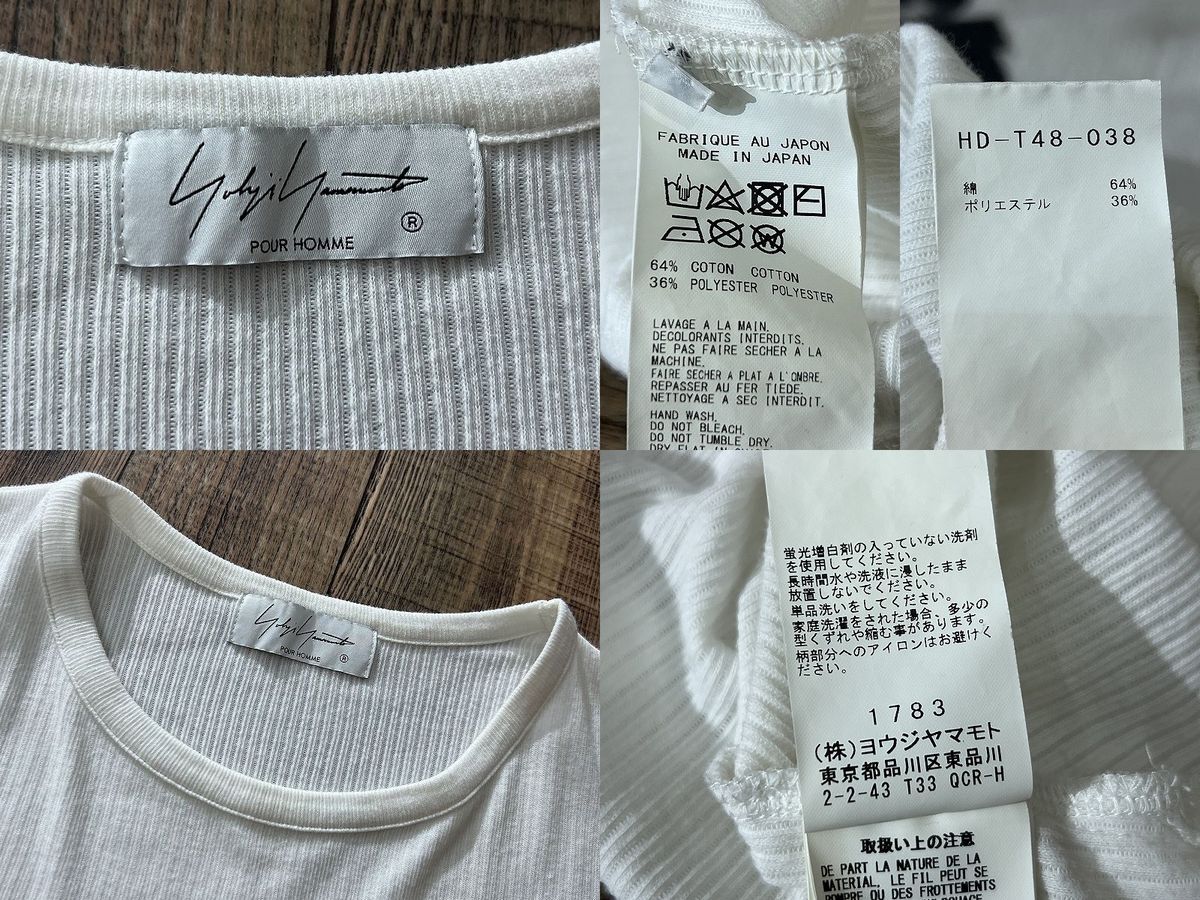 Yohji Yamamoto
®
POUR HOMME
FABRIQUE AU JAPON
MADE IN JAPAN
64% COTON COTTON
36% POLYESTER POLYESTER
LAVAGE A LA MAIN.
DECOLORANTS INTERDITS.
NE PAS FAIRE SECHER A LA
MACHINE.
FAIRE SECHER A PLAT A L'OMBRE.
REPASSER AU FER TIEDE.
NETTOYAGE A SEC INTERDIT.
HAND WASH.
DO NOT BLEACH.
DO NOT TUMBLE DRY.
HD-T48-038
綿 64%
ポリエステル 36%
Yohji Yamamoto
POUR HOMME ®
蛍光増白剤の入っていない洗剤
を使用してください。
長時間水や洗液に浸したまま
放置しないでください。
単品洗いをしてください。
家庭洗濯をされた場合、多少の
型くずれや縮む事があります。
柄部分へのアイロンはお避けく
ださい。
1783
(株)ヨウジヤマモト
東京都品川区東品川
2-2-43 T33 QCR-H
取扱い上の注意
DE PART LA NATURE DE LA
MATERIAL, LE FIL PEUT SE
ROMPRE OU DES FROTTEMENTS